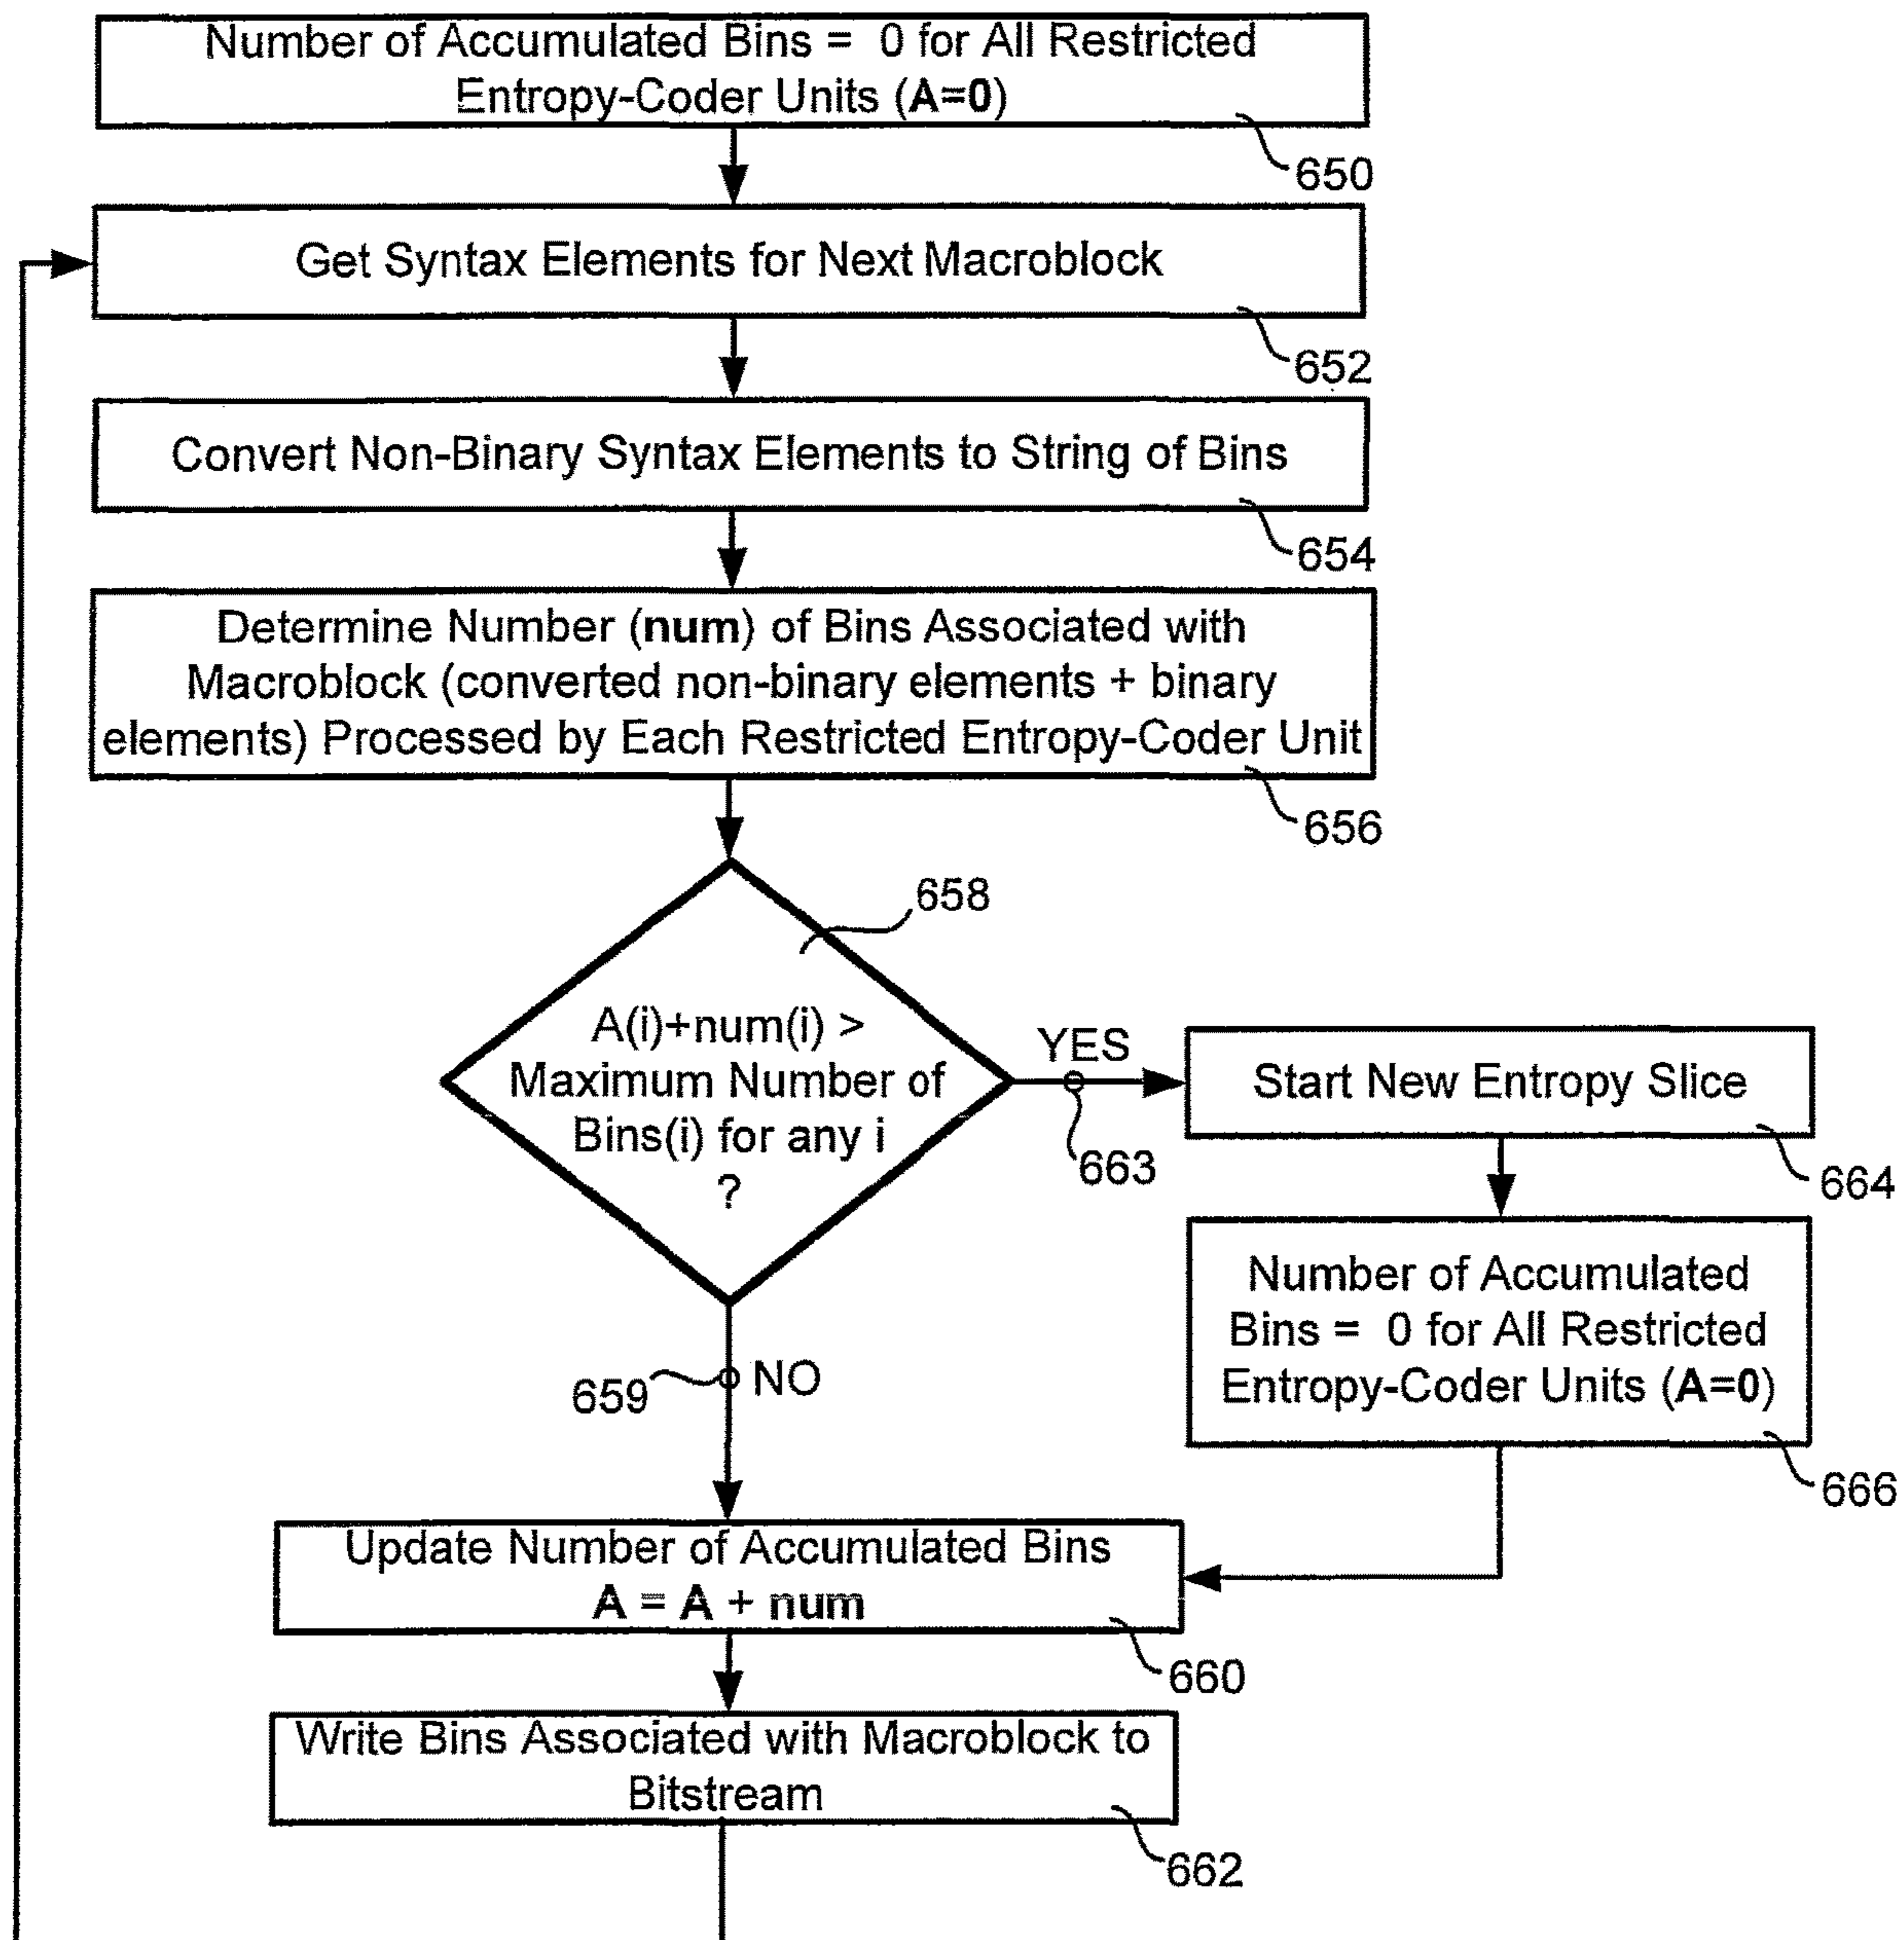 Number of Accumulated Bins = 0 for All Restricted
Entropy-Coder Units (A=0)
650
Get Syntax Elements for Next Macroblock
652
Convert Non-Binary Syntax Elements to String of Bins
654
Determine Number (num) of Bins Associated with
Macroblock (converted non-binary elements + binary
elements) Processed by Each Restricted Entropy-Coder Unit
656
658
A(i)+num(i) >
Maximum Number of
Bins(i) for any i
?
YES
663
Start New Entropy Slice
664
Number of Accumulated
Bins = 0 for All Restricted
Entropy-Coder Units (A=0)
666
659
NO
Update Number of Accumulated Bins
A = A + num
660
Write Bins Associated with Macroblock to
Bitstream
662